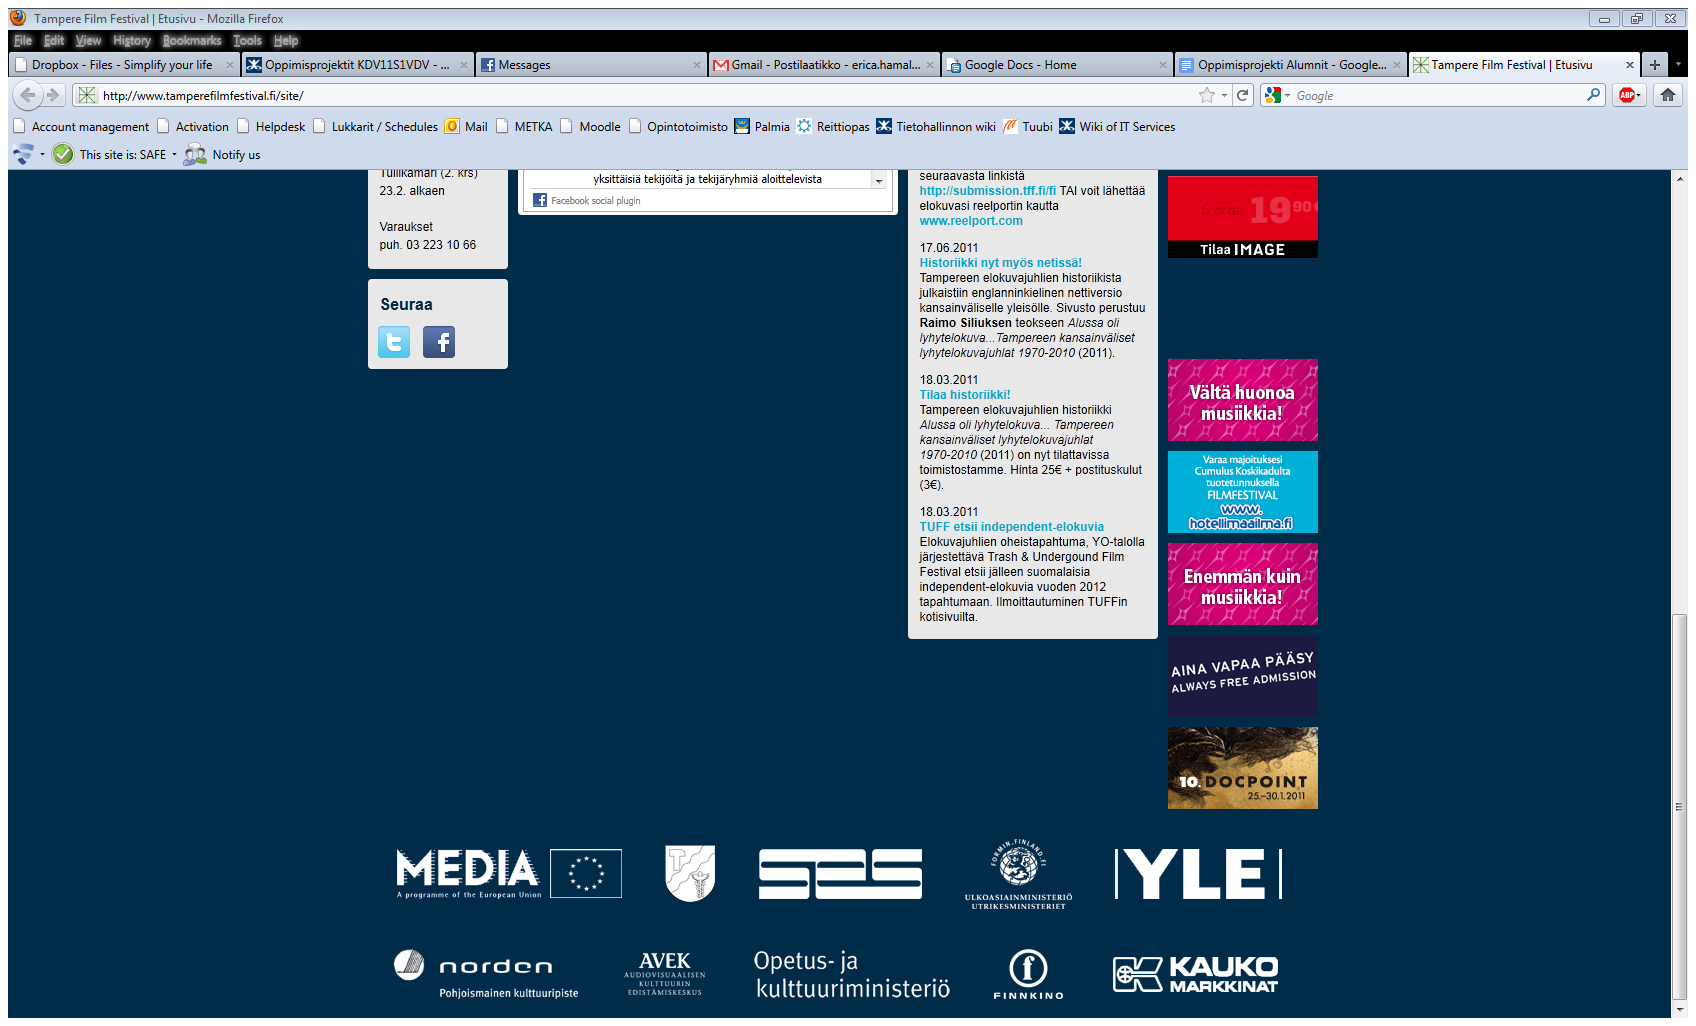 Tampere Film Festival | Etusivu - Mozilla Firefox
File Edit View History Bookmarks Tools Help
Dropbox - Files - Simplify your life
Oppimisprojektit KDV11S1VDV - ...
Messages
Gmail - Postilaatikko - erica.hamal...
Google Docs - Home
Oppimisprojekti Alumnit - Google...
Tampere Film Festival | Etusivu
http://www.tamperefilmfestival.fi/site/
Google
ABP
Account management Activation Helpdesk Lukkarit / Schedules Mail METKA Moodle Opintotoimisto Palmia Reittiopas Tietohallinnon wiki Tuubi Wiki of IT Services
This site is: SAFE Notify us
Tullikamari (2. krs)
23.2. alkaen
Varaukset
puh. 03 223 10 66
Seuraa
yksittäisiä tekijöitä ja tekijäryhmiä aloittelevista
Facebook social plugin
seuraavasta linkistä
http://submission.tff.fi/fi TAI voit lähettää
elokuvasi reelportin kautta
www.reelport.com
17.06.2011
Historiikki nyt myös netissä!
Tampereen elokuvajuhlien historiikista
julkaistiin englanninkielinen nettiversio
kansainväliselle yleisölle. Sivusto perustuu
Raimo Siliuksen teokseen Alussa oli
lyhytelokuva...Tampereen kansainväliset
lyhytelokuvajuhlat 1970-2010 (2011).
18.03.2011
Tilaa historiikki!
Tampereen elokuvajuhlien historiikki
Alussa oli lyhytelokuva... Tampereen
kansainväliset lyhytelokuvajuhlat
1970-2010 (2011) on nyt tilattavissa
toimistostamme. Hinta 25€ + postituskulut
(3€).
18.03.2011
TUFF etsii independent-elokuvia
Elokuvajuhlien oheistapahtuma, YO-talolla
järjestettävä Trash & Undergound Film
Festival etsii jälleen suomalaisia
independent-elokuvia vuoden 2012
tapahtumaan. Ilmoittautuminen TUFFin
kotisivuilta.
5 nroa 19 90€
Tilaa IMAGE
Vältä huonoa
musiikkia!
Varaa majoituksesi
Cumulus Koskikadulta
tuotetunnuksella
FILMFESTIVAL
www.
hotellimaailma.fi
Enemmän kuin
musiikkia!
AINA VAPAA PÄÄSY
ALWAYS FREE ADMISSION
10. DOCPOINT
25.–30.1.2011
MEDIA
A programme of the European Union
T
SES
FORMIN.FINLAND.FI
ULKOASIAINMINISTERIÖ
UTRIKESMINISTERIET
YLE
norden
Pohjoismainen kulttuuripiste
AVEK
AUDIOVISUAALISEN
KULTTUURIN
EDISTÄMISKESKUS
Opetus- ja
kulttuuriministeriö
f
FINNKINO
KAUKO
MARKKINAT